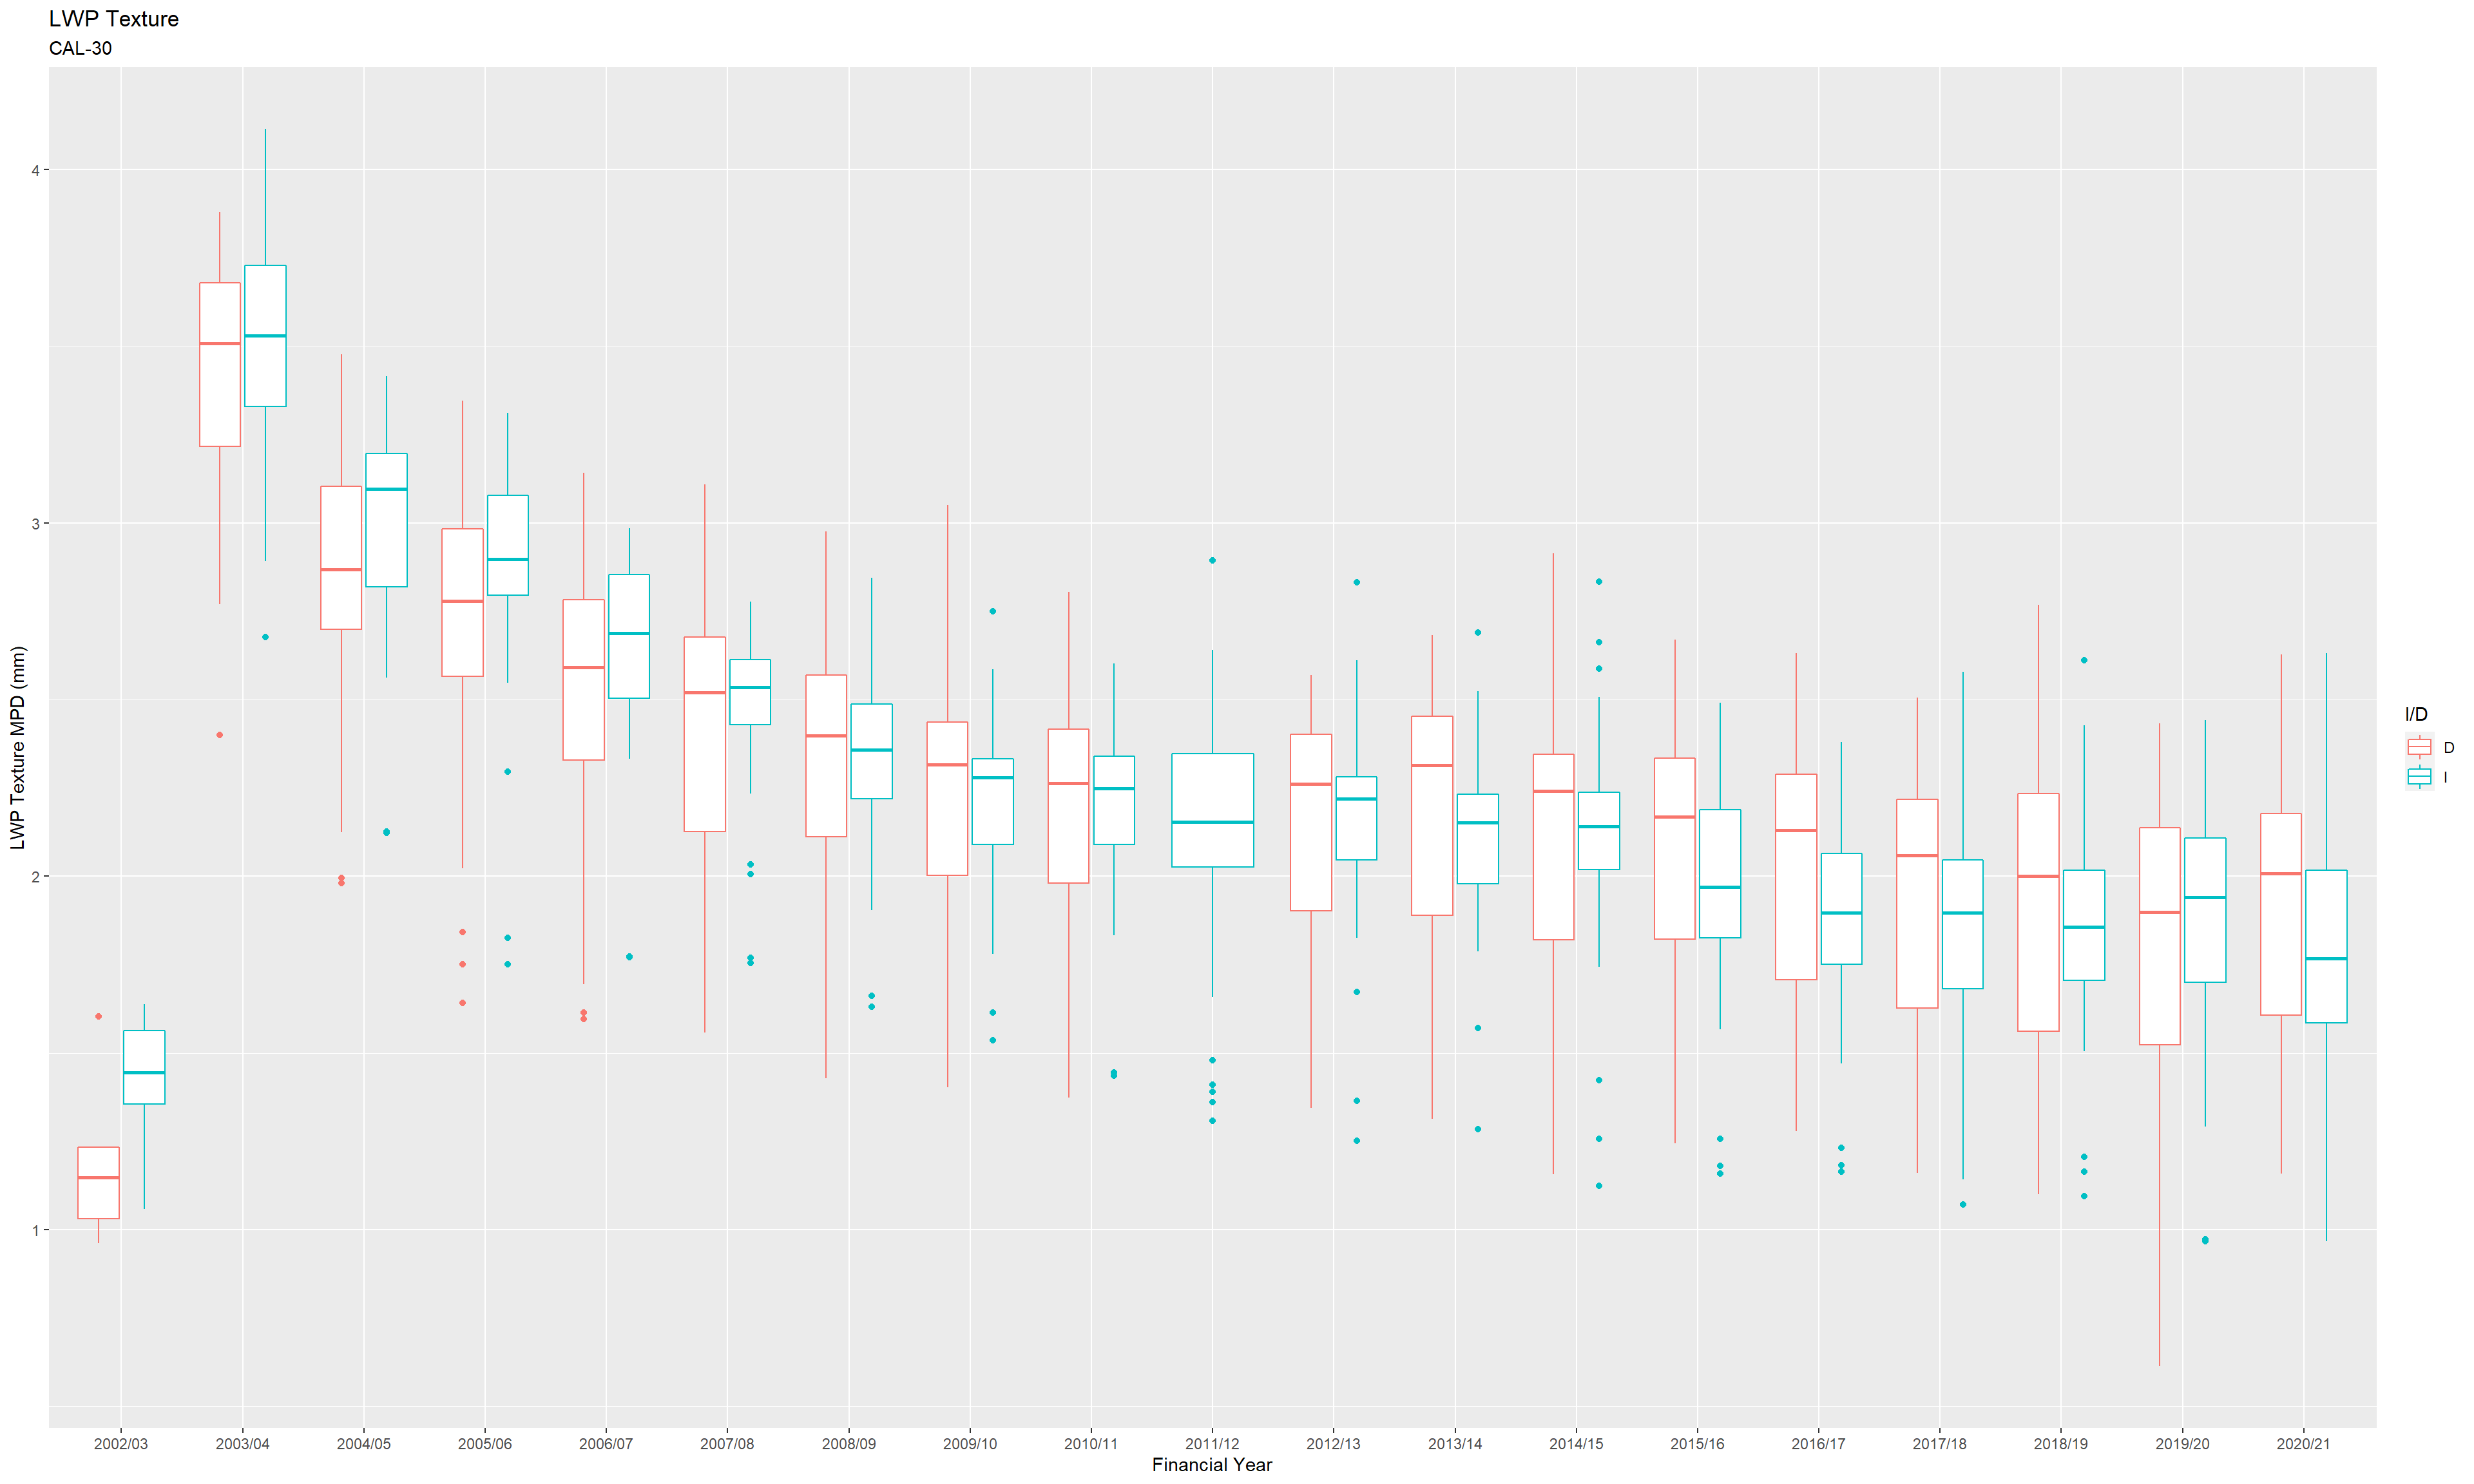 LWP Texture
CAL-30
LWP Texture MPD (mm)
4
3
2
1
2002/03 2003/04 2004/05 2005/06 2006/07 2007/08 2008/09 2009/10 2010/11 2011/12 2012/13 2013/14 2014/15 2015/16 2016/17 2017/18 2018/19 2019/20 2020/21
Financial Year
I/D
D
I